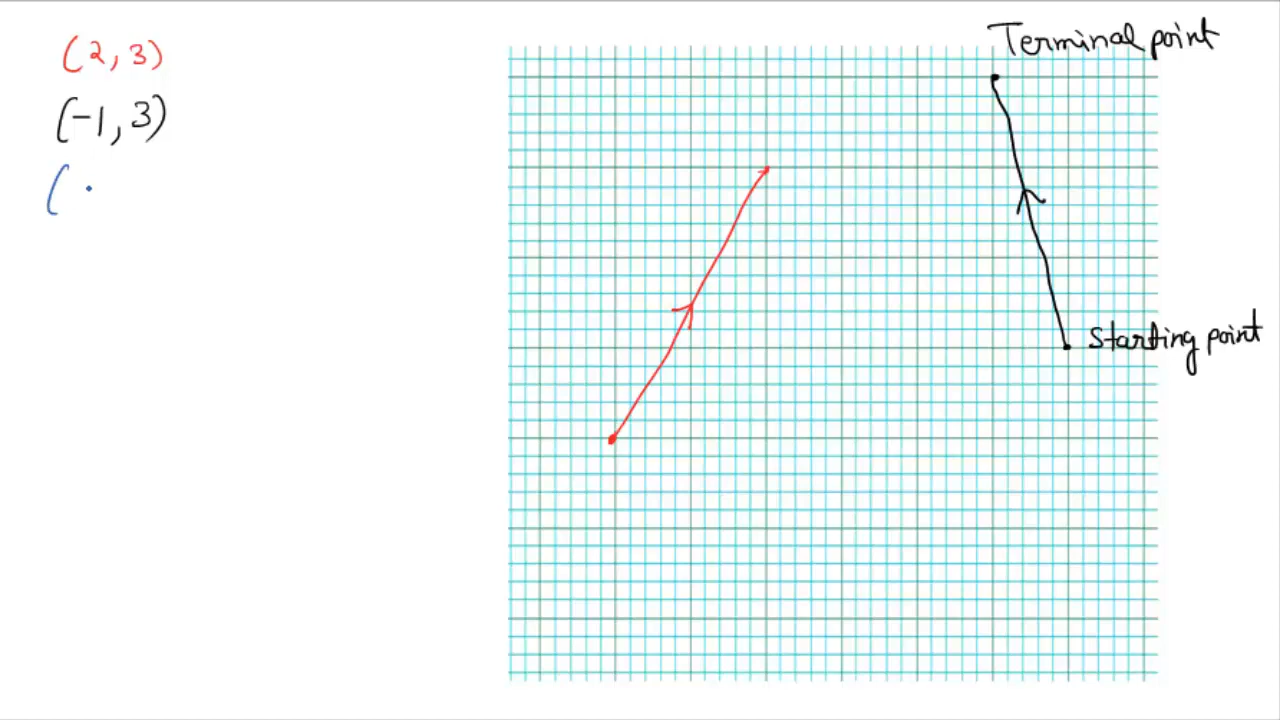 (2,3)
(-1,3)
(
Terminal point
Starting point